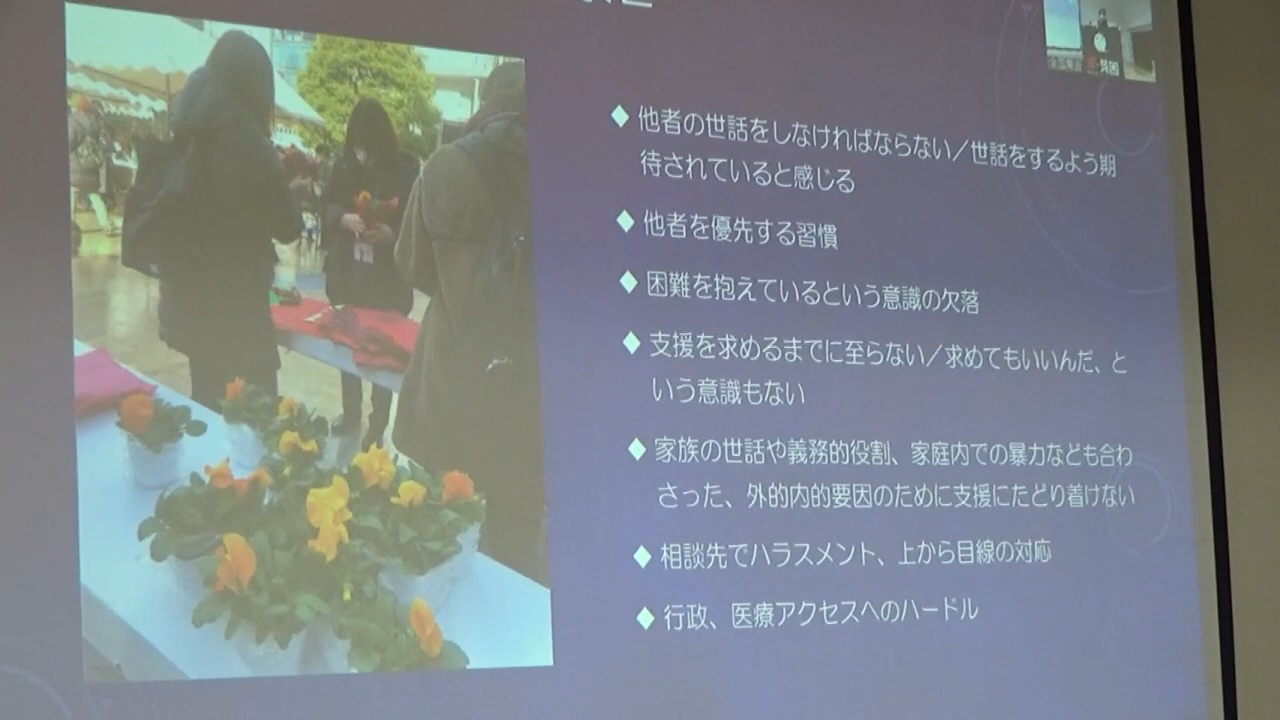 ◆ 他者の世話をしなければならない／世話をするよう期
待されていると感じる
◆ 他者を優先する習慣
◆ 困難を抱えているという意識の欠落
◆ 支援を求めるまでに至らない／求めてもいいんだ、と
いう意識もない
◆ 家族の世話や義務的役割、家庭内での暴力なども合わ
さった、外的内的要因のために支援にたどり着けない
◆ 相談先でハラスメント、上から目線の対応
◆ 行政、医療アクセスへのハードル